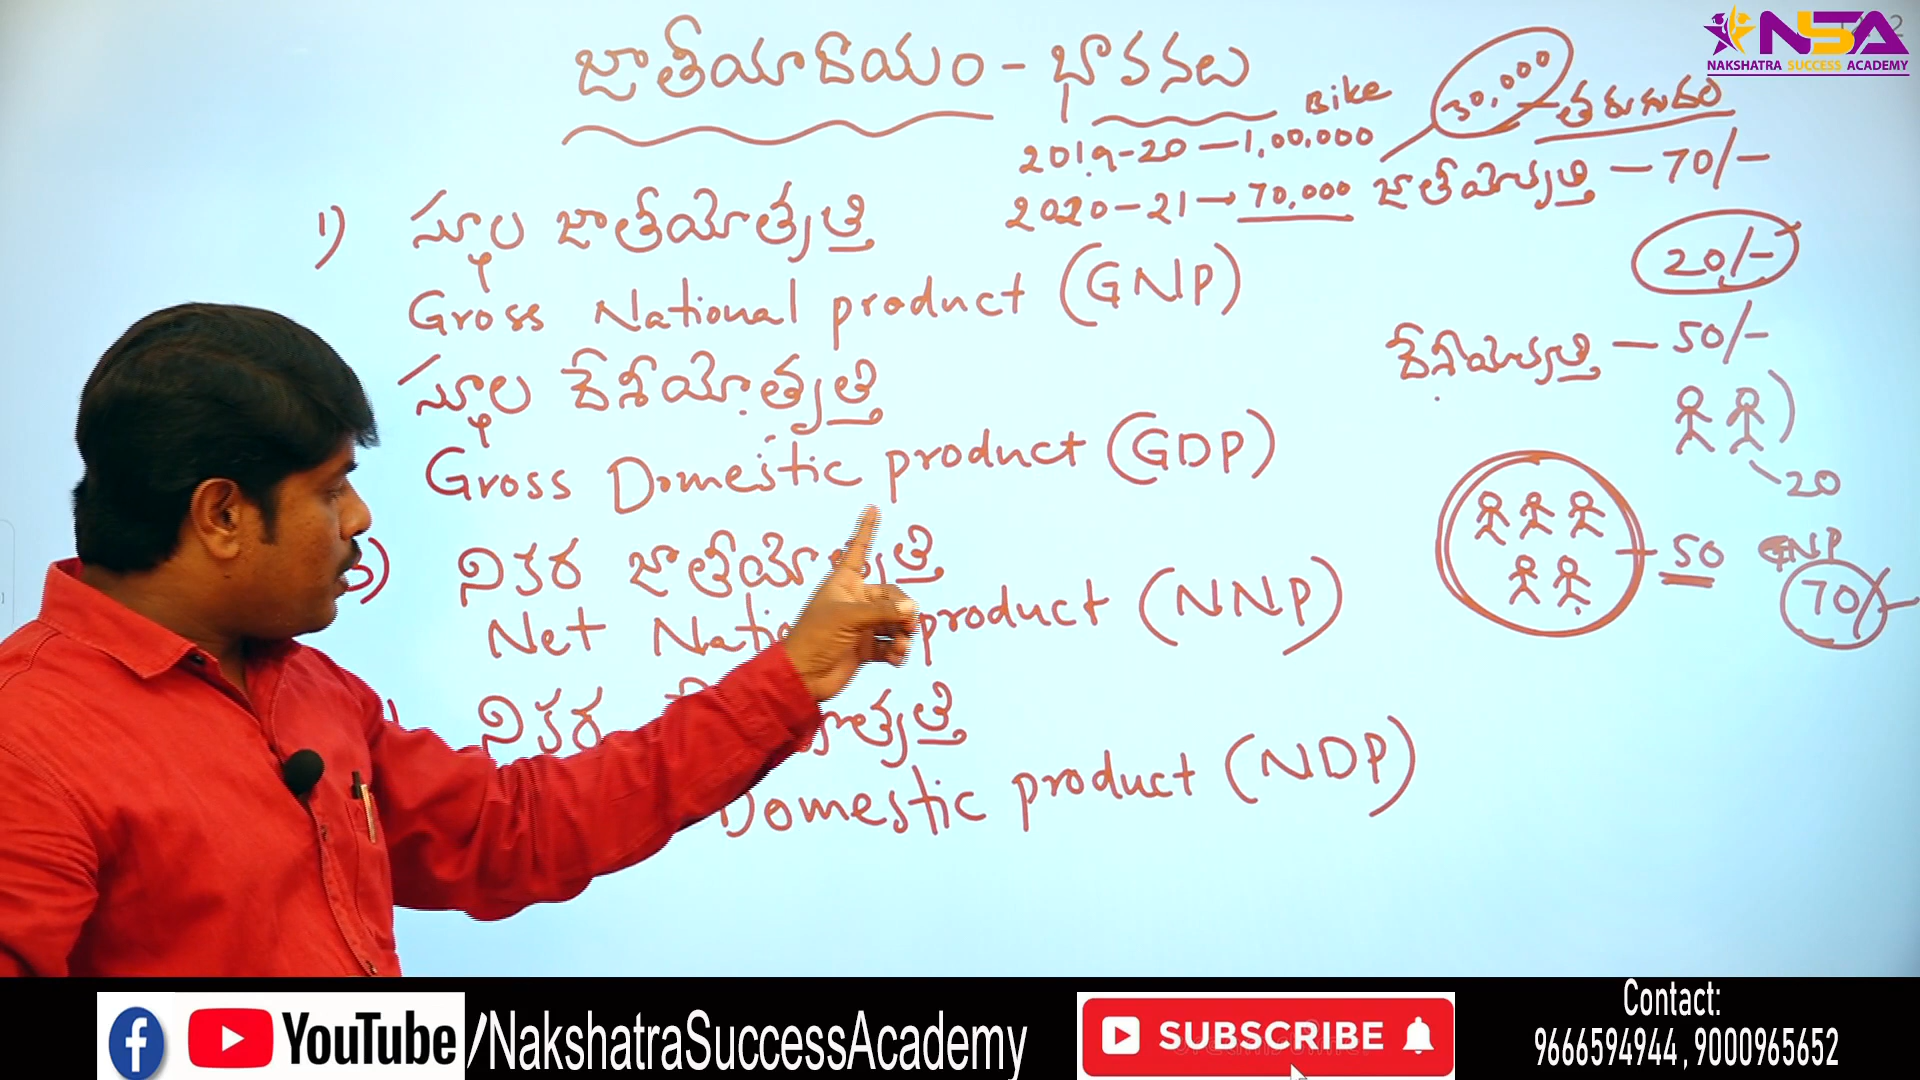 జాతీయాదాయం - భావనలు
Bike
2019-20 — 1,00,000
2020-21 → 70,000
30,000 — తరుగుదల
జాతీయోత్పత్తి — 70/-
20/-
దేశీయోత్పత్తి — 50/-
20
50
GNP
70/-
1) స్థూల జాతీయోత్పత్తి
Gross National product (GNP)
స్థూల దేశీయోత్పత్తి
Gross Domestic product (GDP)
3) నికర జాతీయోత్పత్తి
Net product (NNP)
నికర
Domestic product (NDP)
NSA
NAKSHATRA SUCCESS ACADEMY
YouTube /NakshatraSuccessAcademy
SUBSCRIBE
Contact:
9666594944 , 9000965652